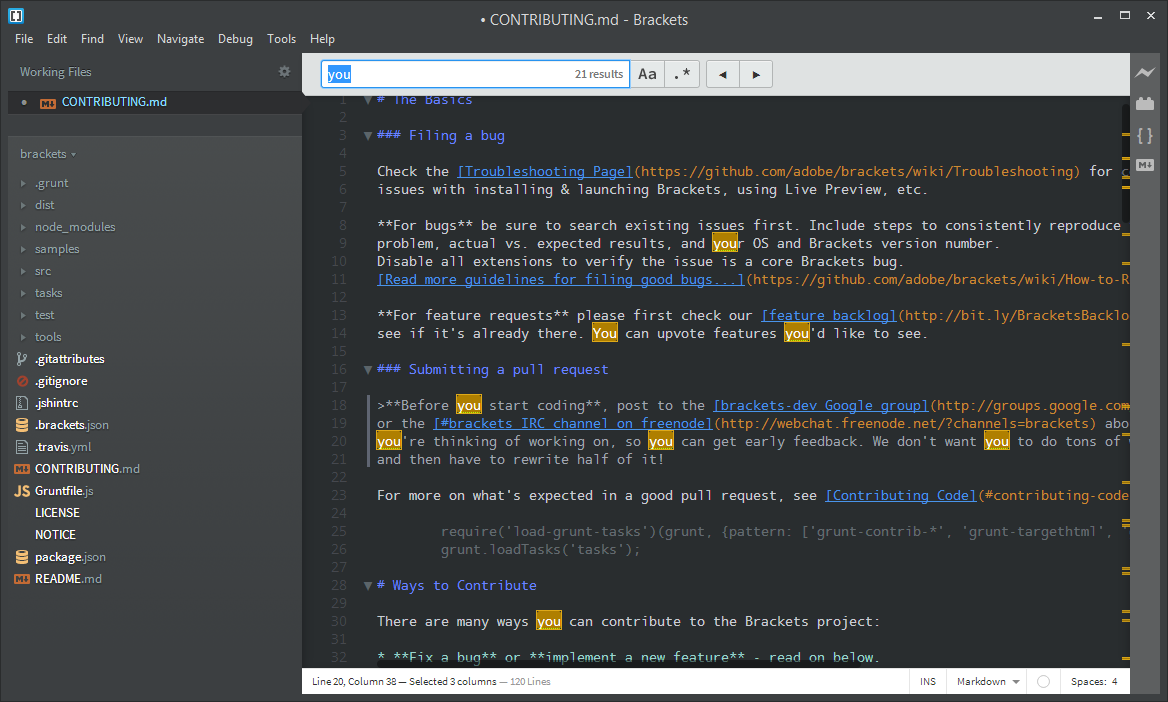 • CONTRIBUTING.md - Brackets
File Edit Find View Navigate Debug Tools Help
Working Files
• CONTRIBUTING.md
brackets
.grunt
dist
node_modules
samples
src
tasks
test
tools
.gitattributes
.gitignore
.jshintrc
.brackets.json
.travis.yml
CONTRIBUTING.md
JS Gruntfile.js
LICENSE
NOTICE
package.json
README.md
you 21 results Aa .*
1 # The Basics
2
3 ### Filing a bug
4
5 Check the [Troubleshooting Page](https://github.com/adobe/brackets/wiki/Troubleshooting) for
6 issues with installing & launching Brackets, using Live Preview, etc.
7
8 **For bugs** be sure to search existing issues first. Include steps to consistently reproduce
9 problem, actual vs. expected results, and your OS and Brackets version number.
10 Disable all extensions to verify the issue is a core Brackets bug.
11 [Read more guidelines for filing good bugs...](https://github.com/adobe/brackets/wiki/How-to-R
12
13 **For feature requests** please first check our [feature backlog](http://bit.ly/BracketsBacklo
14 see if it's already there. You can upvote features you'd like to see.
15
16 ### Submitting a pull request
17
18 >**Before you start coding**, post to the [brackets-dev Google group](http://groups.google.com
19 or the [#brackets IRC channel on freenode](http://webchat.freenode.net/?channels=brackets) abo
20 you're thinking of working on, so you can get early feedback. We don't want you to do tons of
21 and then have to rewrite half of it!
22
23 For more on what's expected in a good pull request, see [Contributing Code](#contributing-code
24
25 require('load-grunt-tasks')(grunt, {pattern: ['grunt-contrib-*', 'grunt-targethtml',
26 grunt.loadTasks('tasks');
27
28 # Ways to Contribute
29
30 There are many ways you can contribute to the Brackets project:
31
32 * **Fix a bug** or **implement a new feature** - read on below.
Line 20, Column 38 — Selected 3 columns — 120 Lines
INS Markdown Spaces: 4